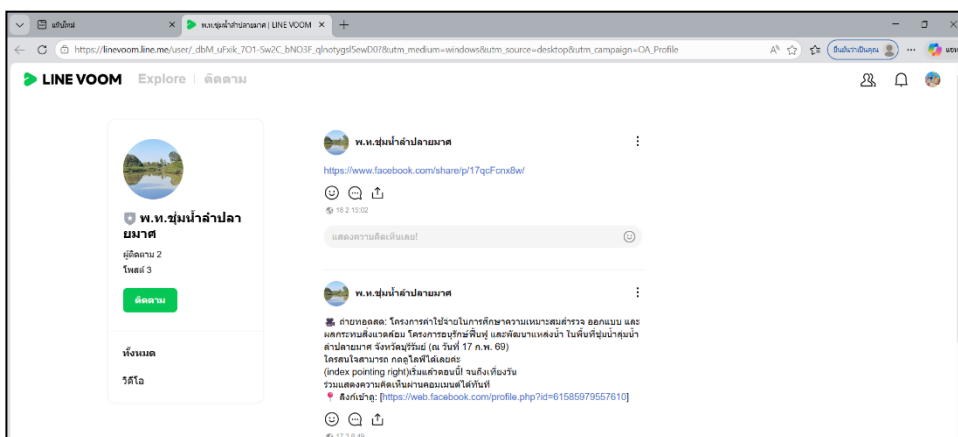 แท็บใหม่
พ.ท.ชุ่มน้ำลำปลายมาศ | LINE VOOM
https://linevoom.line.me/user/_dbM_uFxik_7O1-Sw2C_bNO3F_qlnotygsl5ewD0?utm_medium=windows&utm_source=desktop&utm_campaign=OA_Profile
ยืนยันว่าเป็นคุณ
LINE VOOM Explore ติดตาม
พ.ท.ชุ่มน้ำลำปลา
ยมาศ
ผู้ติดตาม 2
โพสต์ 3
ติดตาม
ทั้งหมด
วิดีโอ
พ.ท.ชุ่มน้ำลำปลายมาศ
https://www.facebook.com/share/p/17qcFcnx8w/
18 2 15:02
แสดงความคิดเห็นเลย!
พ.ท.ชุ่มน้ำลำปลายมาศ
ถ่ายทอดสด: โครงการค่าใช้จ่ายในการศึกษาความเหมาะสมสำรวจ ออกแบบ และ
ผลกระทบสิ่งแวดล้อม โครงการอนุรักษ์ฟื้นฟู และพัฒนาแหล่งน้ำ ในพื้นที่ชุ่มน้ำลุ่มน้ำ
ลำปลายมาศ จังหวัดบุรีรัมย์ (ณ วันที่ 17 ก.พ. 69)
ใครสนใจสามารถ กดดูไลฟ์ได้เลยค่ะ
(index pointing right)เริ่มแล้วตอนนี้! จนถึงเที่ยงวัน
ร่วมแสดงความคิดเห็นผ่านคอมเมนต์ได้ทันที
ลิงก์เข้าดู: [https://web.facebook.com/profile.php?id=61585979557610]
17 2 9:49